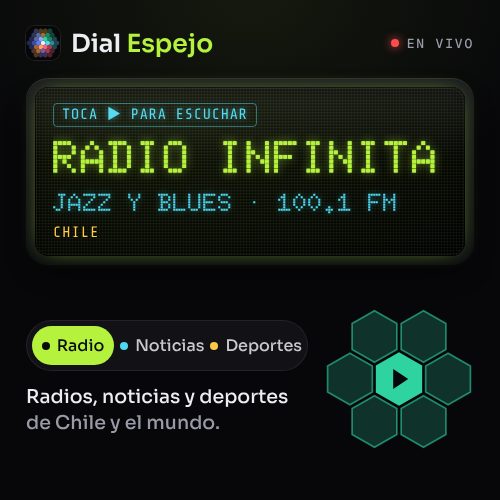 Dial Espejo
EN VIVO
TOCA ▶ PARA ESCUCHAR
RADIO INFINITA
JAZZ Y BLUES · 100.1 FM
CHILE
Radio Noticias Deportes
Radios, noticias y deportes
de Chile y el mundo.